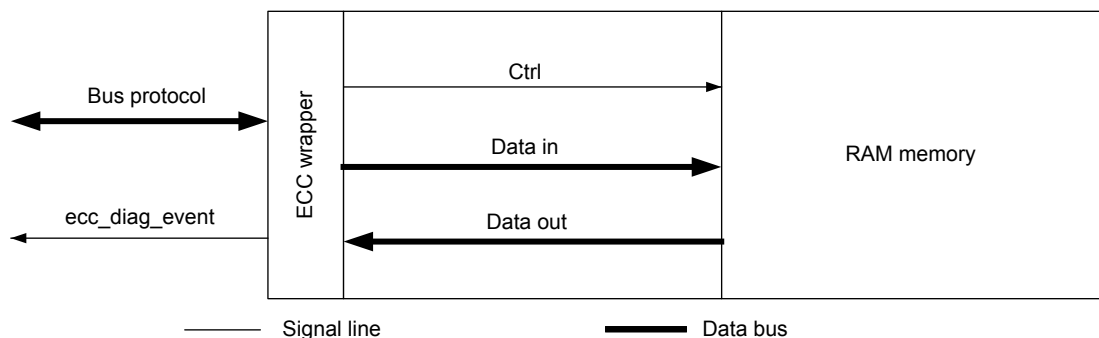 Bus protocol
ecc_diag_event
ECC wrapper
Ctrl
Data in
Data out
RAM memory
Signal line
Data bus